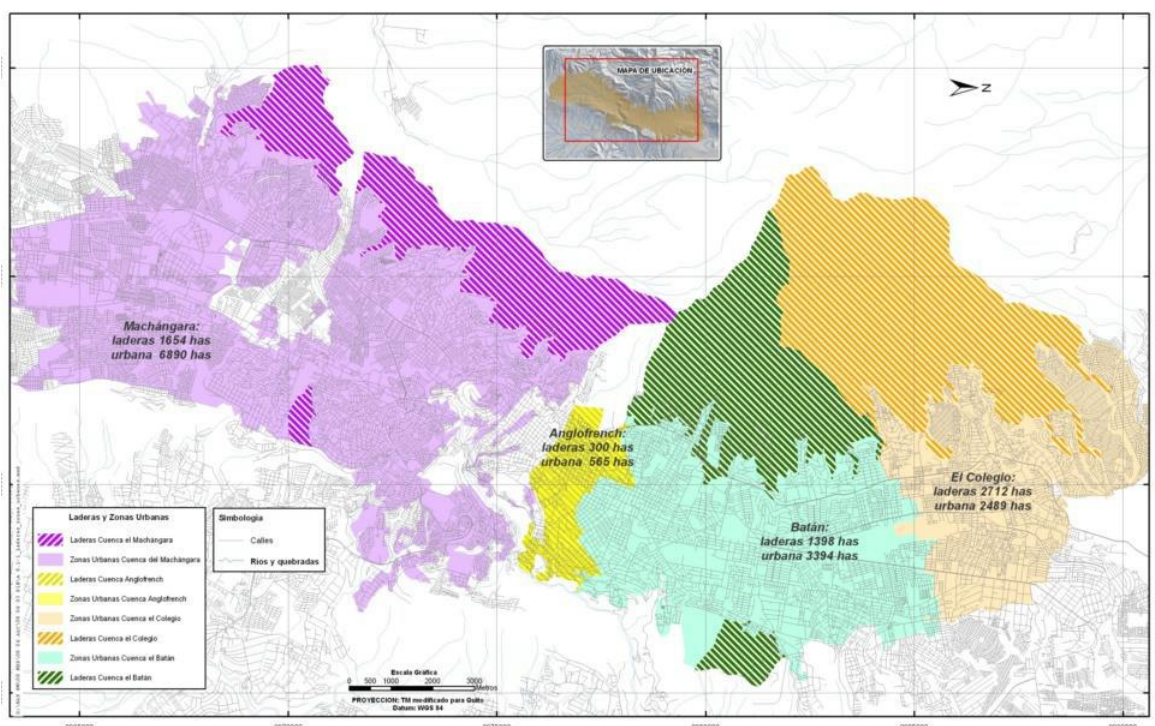 MAPA DE UBICACIÓN
N
Machángara:
laderas 1654 has
urbana 6890 has
Anglofrench:
laderas 300 has
urbana 565 has
El Colegio:
laderas 2712 has
urbana 2489 has
Batán:
laderas 1398 has
urbana 3394 has
Laderas y Zonas Urbanas
Laderas Cuenca el Machángara
Zonas Urbanas Cuenca del Machángara
Laderas Cuenca Anglofrench
Zonas Urbanas Cuenca Anglofrench
Zonas Urbanas Cuenca el Colegio
Laderas Cuenca el Colegio
Zonas Urbanas Cuenca el Batán
Laderas Cuenca el Batán
Simbología
Calles
Ríos y quebradas
Escala Gráfica
0 500 1000 2000 3000
Metros
PROYECCION: TM modificado para Quito
Datum: WGS 84